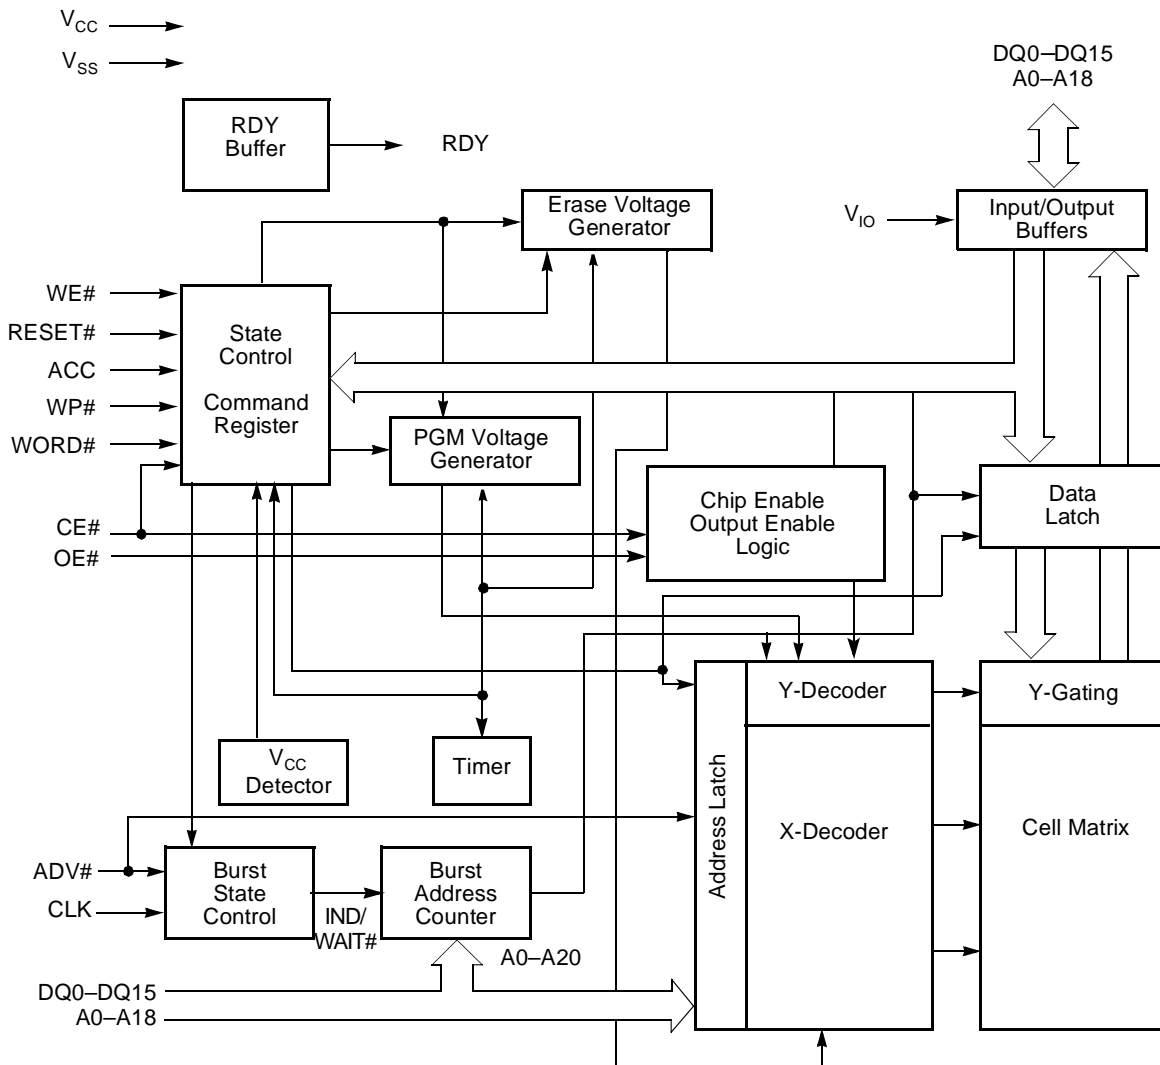 VCC
VSS
DQ0–DQ15
A0–A18
RDY
Buffer
RDY
Erase Voltage
Generator
VIO
Input/Output
Buffers
WE#
RESET#
ACC
WP#
WORD#
State
Control
Command
Register
PGM Voltage
Generator
CE#
OE#
Chip Enable
Output Enable
Logic
Data
Latch
Y-Decoder
Y-Gating
VCC
Detector
Timer
Address Latch
X-Decoder
Cell Matrix
ADV#
CLK
Burst
State
Control
IND/
WAIT#
Burst
Address
Counter
A0–A20
DQ0–DQ15
A0–A18